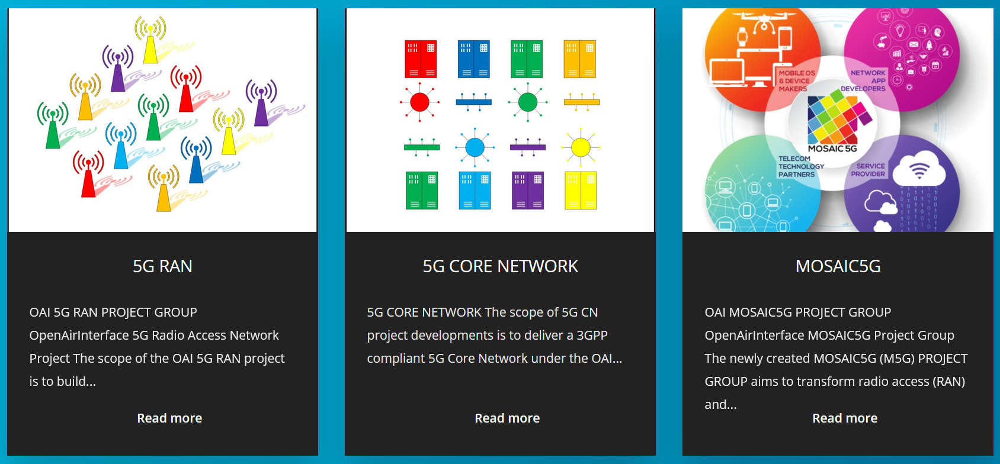 MOBILE OS
& DEVICE
MAKERS
NETWORK
APP
DEVELOPERS
MOSAIC 5G
TELECOM
TECHNOLOGY
PARTNERS
SERVICE
PROVIDER
5G RAN
OAI 5G RAN PROJECT GROUP
OpenAirInterface 5G Radio Access Network
Project The scope of the OAI 5G RAN project
is to build...
Read more
5G CORE NETWORK
5G CORE NETWORK The scope of 5G CN
project developments is to deliver a 3GPP
compliant 5G Core Network under the OAI...
Read more
MOSAIC5G
OAI MOSAIC5G PROJECT GROUP
OpenAirInterface MOSAIC5G Project Group
The newly created MOSAIC5G (M5G) PROJECT
GROUP aims to transform radio access (RAN)
and...
Read more